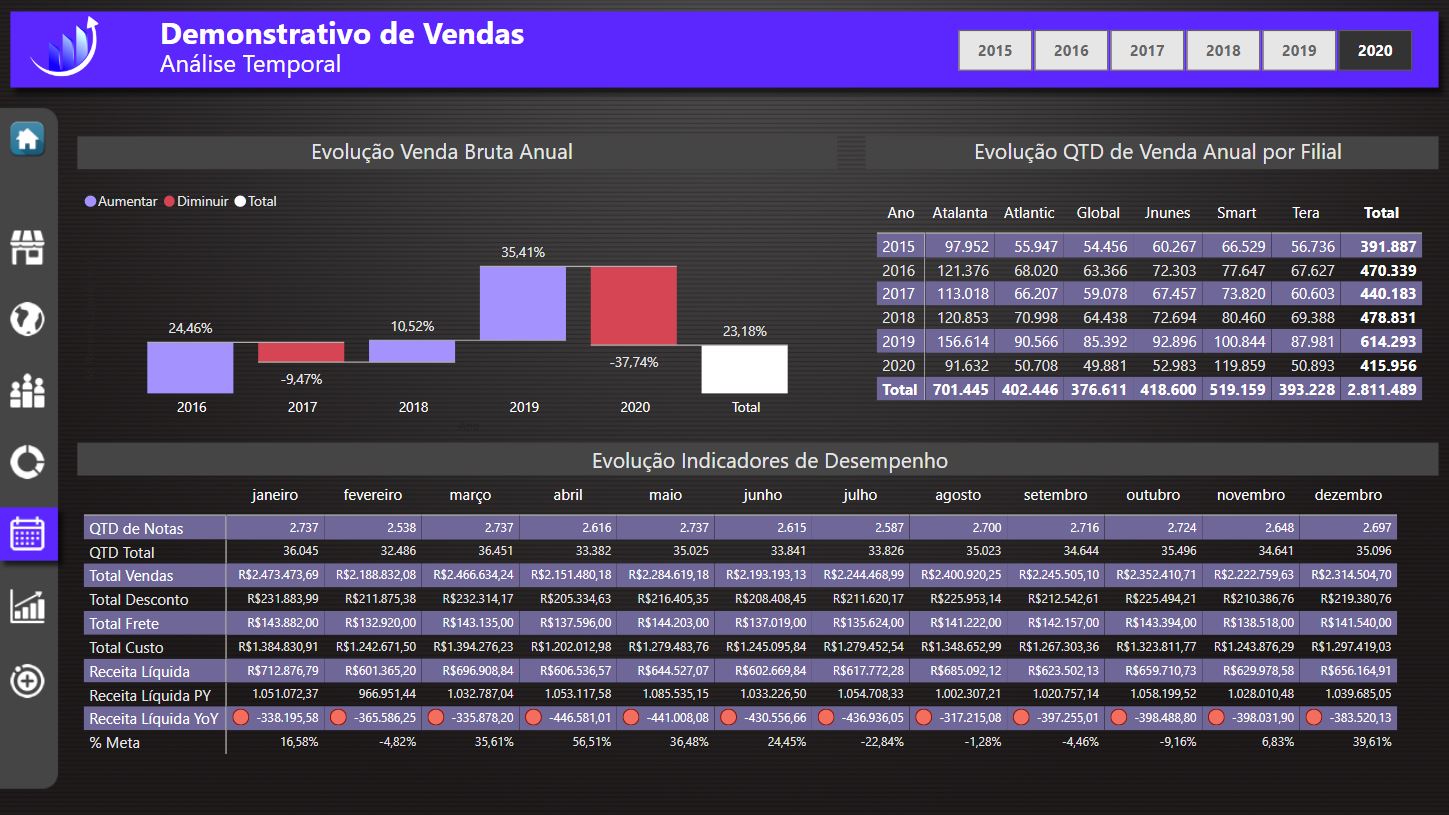 Demonstrativo de Vendas
Análise Temporal
2015 2016 2017 2018 2019 2020
Evolução Venda Bruta Anual
Aumentar Diminuir Total
24,46% -9,47% 10,52% 35,41% -37,74% 23,18%
2016 2017 2018 2019 2020 Total
Evolução QTD de Venda Anual por Filial
Ano Atalanta Atlantic Global Jnunes Smart Tera Total
2015 97.952 55.947 54.456 60.267 66.529 56.736 391.887
2016 121.376 68.020 63.366 72.303 77.647 67.627 470.339
2017 113.018 66.207 59.078 67.457 73.820 60.603 440.183
2018 120.853 70.998 64.438 72.694 80.460 69.388 478.831
2019 156.614 90.566 85.392 92.896 100.844 87.981 614.293
2020 91.632 50.708 49.881 52.983 119.859 50.893 415.956
Total 701.445 402.446 376.611 418.600 519.159 393.228 2.811.489
Evolução Indicadores de Desempenho
janeiro fevereiro março abril maio junho julho agosto setembro outubro novembro dezembro
QTD de Notas 2.737 2.538 2.737 2.616 2.737 2.615 2.587 2.700 2.716 2.724 2.648 2.697
QTD Total 36.045 32.486 36.451 33.382 35.025 33.841 33.826 35.023 34.644 35.496 34.641 35.096
Total Vendas R$2.473.473,69 R$2.188.832,08 R$2.466.634,24 R$2.151.480,18 R$2.284.619,18 R$2.193.193,13 R$2.244.468,99 R$2.400.920,25 R$2.245.505,10 R$2.352.410,71 R$2.222.759,63 R$2.314.504,70
Total Desconto R$231.883,99 R$211.875,38 R$232.314,17 R$205.334,63 R$216.405,35 R$208.408,45 R$211.620,17 R$225.953,14 R$212.542,61 R$225.494,21 R$210.386,76 R$219.380,76
Total Frete R$143.882,00 R$132.920,00 R$143.135,00 R$137.596,00 R$144.203,00 R$137.019,00 R$135.624,00 R$141.222,00 R$142.157,00 R$143.394,00 R$138.518,00 R$141.540,00
Total Custo R$1.384.830,91 R$1.242.671,50 R$1.394.276,23 R$1.202.012,98 R$1.279.483,76 R$1.245.095,84 R$1.279.452,54 R$1.348.652,99 R$1.267.303,36 R$1.323.811,77 R$1.243.876,29 R$1.297.419,03
Receita Líquida R$712.876,79 R$601.365,20 R$696.908,84 R$606.536,57 R$644.527,07 R$602.669,84 R$617.772,28 R$685.092,12 R$623.502,13 R$659.710,73 R$629.978,58 R$656.164,91
Receita Líquida PY 1.051.072,37 966.951,44 1.032.787,04 1.053.117,58 1.085.535,15 1.033.226,50 1.054.708,33 1.002.307,21 1.020.757,14 1.058.199,52 1.028.010,48 1.039.685,05
Receita Líquida YoY -338.195,58 -365.586,25 -335.878,20 -446.581,01 -441.008,08 -430.556,66 -436.936,05 -317.215,08 -397.255,01 -398.488,80 -398.031,90 -383.520,13
% Meta 16,58% -4,82% 35,61% 56,51% 36,48% 24,45% -22,84% -1,28% -4,46% -9,16% 6,83% 39,61%